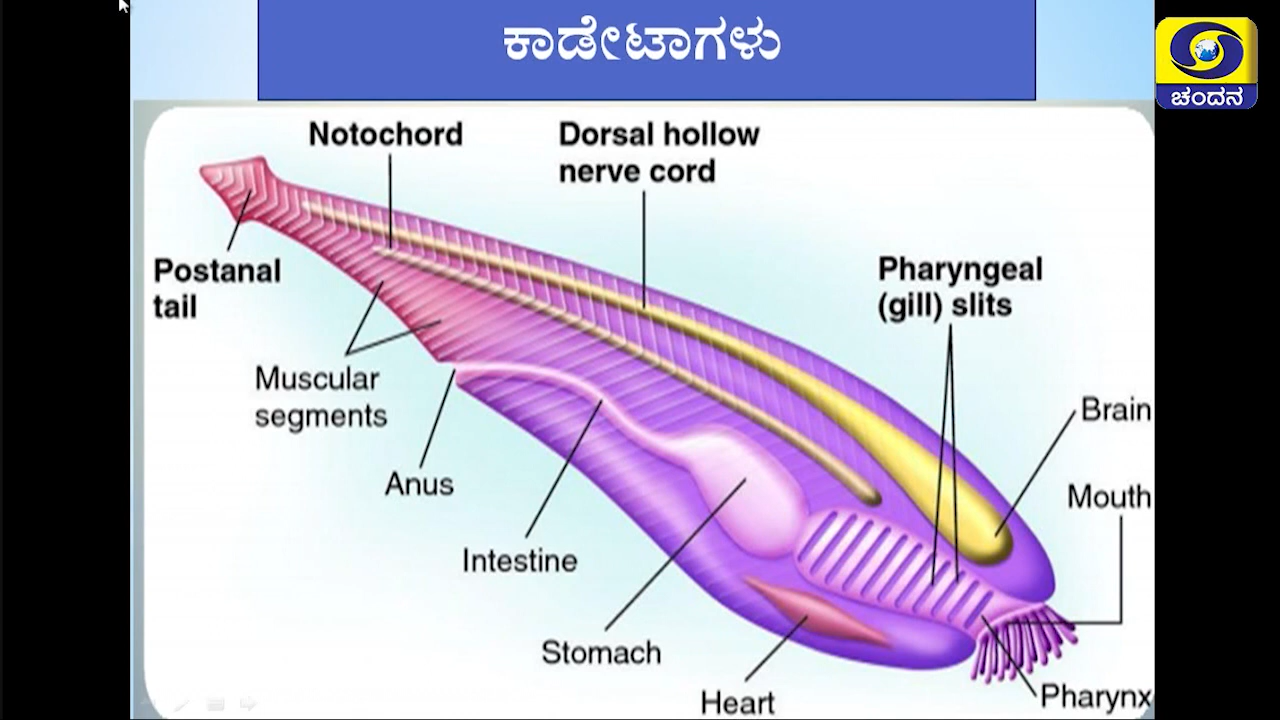 ಕಾಡೇಟಾಗಳು
ಚಂದನ
Notochord
Dorsal hollow
nerve cord
Postanal
tail
Pharyngeal
(gill) slits
Muscular
segments
Brain
Anus
Mouth
Intestine
Stomach
Heart
Pharynx